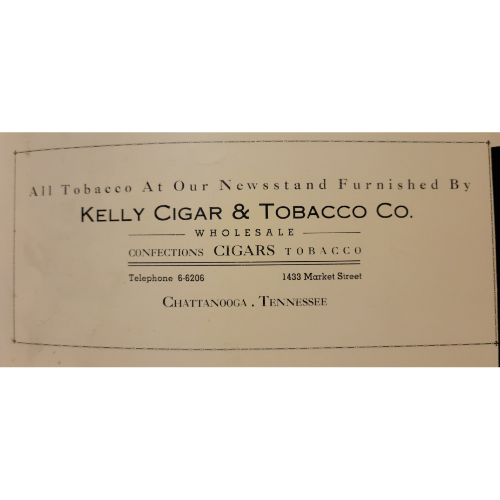 All Tobacco At Our Newsstand Furnished By
KELLY CIGAR & TOBACCO CO.
WHOLESALE
CONFECTIONS CIGARS TOBACCO
Telephone 6-6206 1433 Market Street
CHATTANOOGA . TENNESSEE